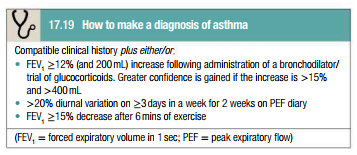 17.19 How to make a diagnosis of asthma
Compatible clinical history plus either/or:
• FEV₁ ≥12% (and 200 mL) increase following administration of a bronchodilator/
trial of glucocorticoids. Greater confidence is gained if the increase is >15%
and >400 mL
• >20% diurnal variation on ≥3 days in a week for 2 weeks on PEF diary
• FEV₁ ≥15% decrease after 6 mins of exercise
(FEV₁ = forced expiratory volume in 1 sec; PEF = peak expiratory flow)